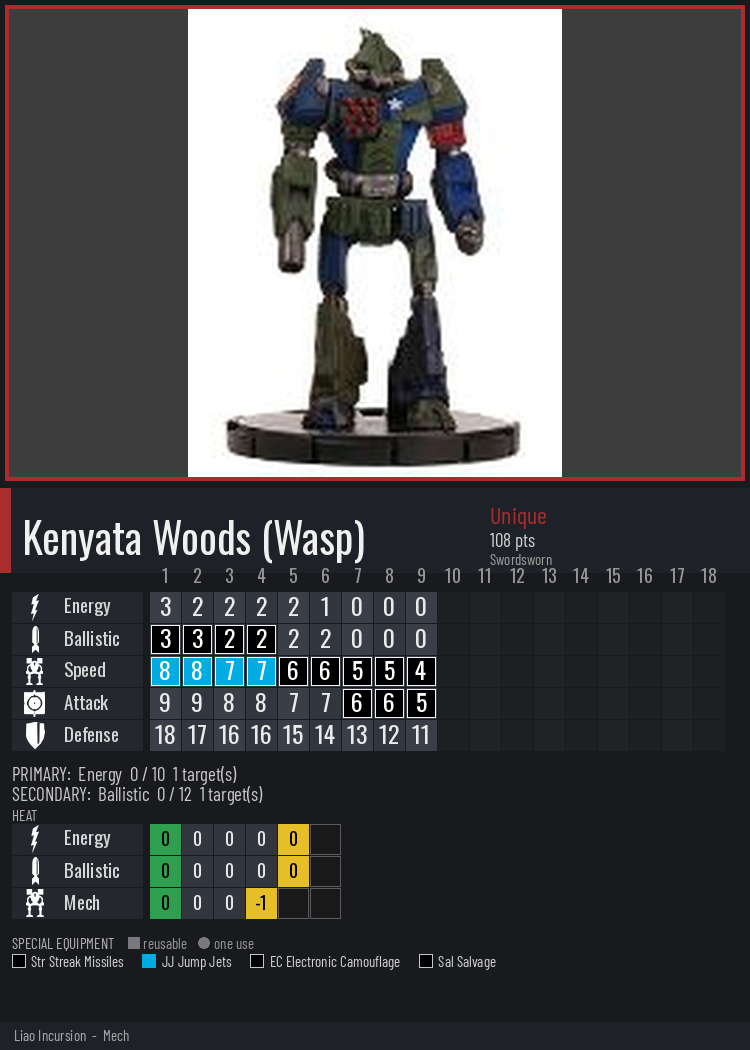 Kenyata Woods (Wasp)
Unique
108 pts
Swordsworn
1 2 3 4 5 6 7 8 9 10 11 12 13 14 15 16 17 18
Energy 3 2 2 2 2 1 0 0 0
Ballistic 3 3 2 2 2 2 0 0 0
Speed 8 8 7 7 6 6 5 5 4
Attack 9 9 8 8 7 7 6 6 5
Defense 18 17 16 16 15 14 13 12 11
PRIMARY: Energy 0 / 10 1 target(s)
SECONDARY: Ballistic 0 / 12 1 target(s)
HEAT
Energy 0 0 0 0 0
Ballistic 0 0 0 0 0
Mech 0 0 0 -1
SPECIAL EQUIPMENT reusable one use
Str Streak Missiles JJ Jump Jets EC Electronic Camouflage Sal Salvage
Liao Incursion - Mech